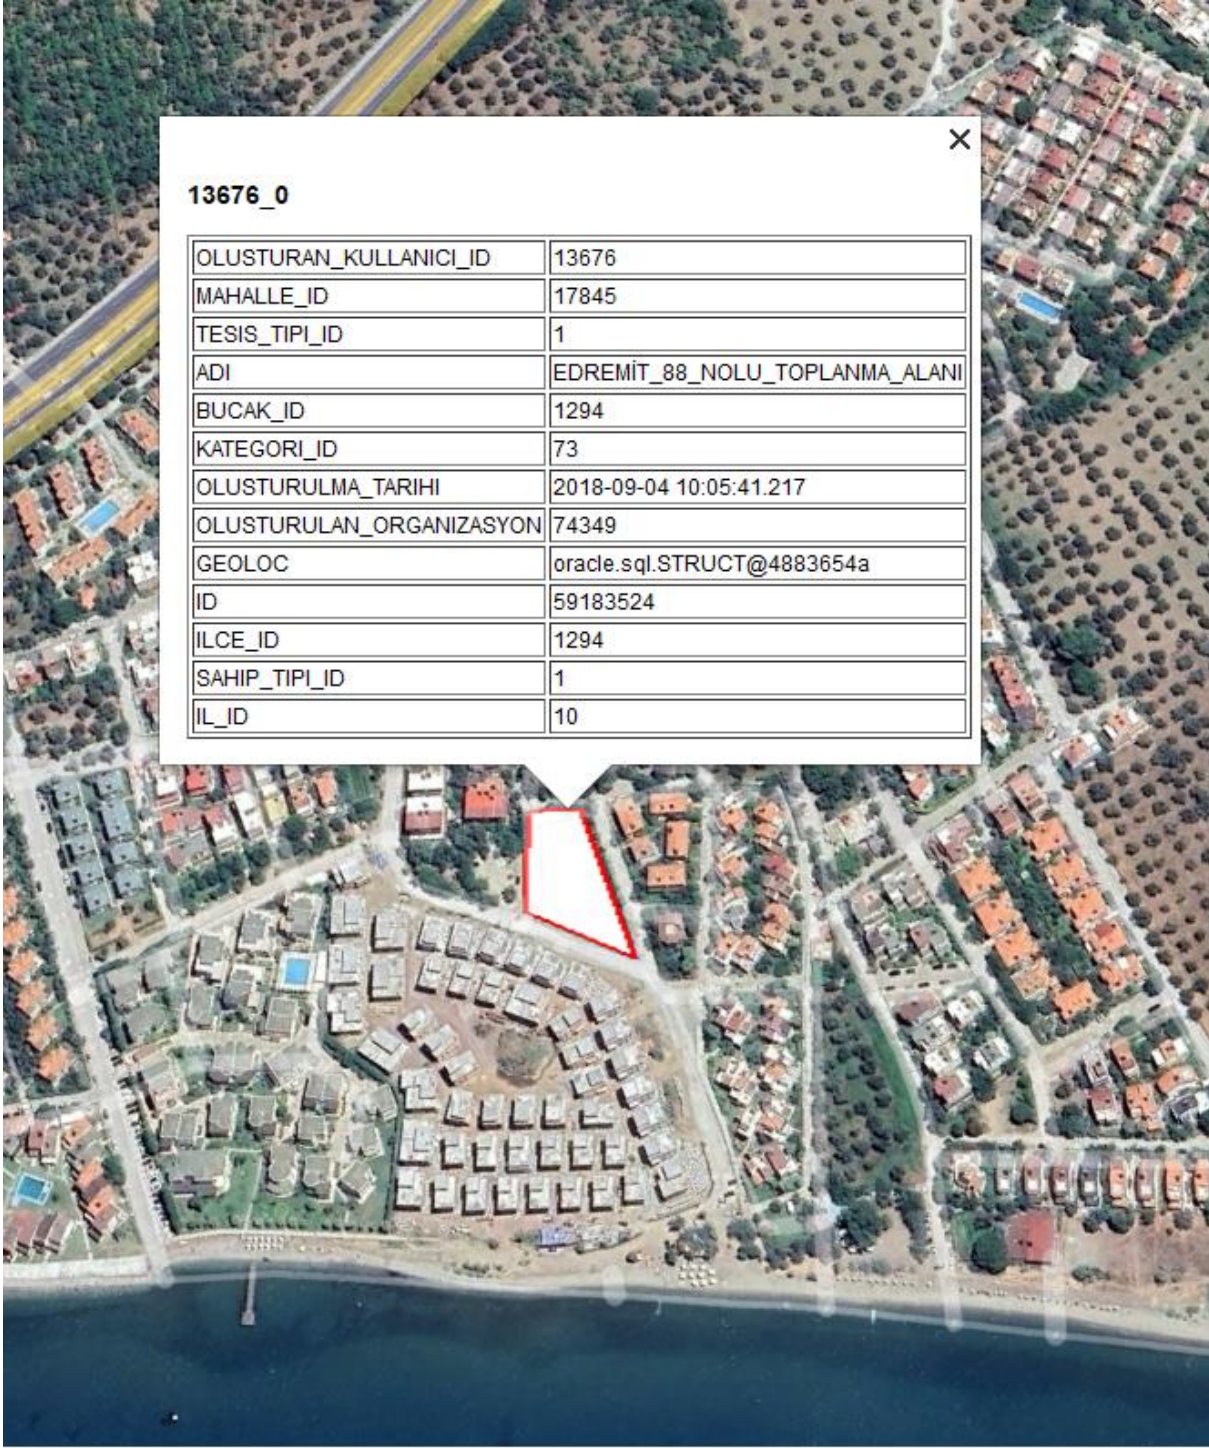 13676_0
OLUSTURAN_KULLANICI_ID 13676
MAHALLE_ID 17845
TESIS_TIPI_ID 1
ADI EDREMİT_88_NOLU_TOPLANMA_ALANI
BUCAK_ID 1294
KATEGORI_ID 73
OLUSTURULMA_TARIHI 2018-09-04 10:05:41.217
OLUSTURULAN_ORGANIZASYON 74349
GEOLOC oracle.sql.STRUCT@4883654a
ID 59183524
ILCE_ID 1294
SAHIP_TIPI_ID 1
IL_ID 10